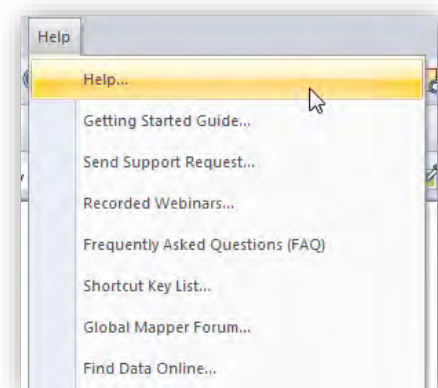 Help
Help...
Getting Started Guide...
Send Support Request...
Recorded Webinars...
Frequently Asked Questions (FAQ)
Shortcut Key List...
Global Mapper Forum...
Find Data Online...